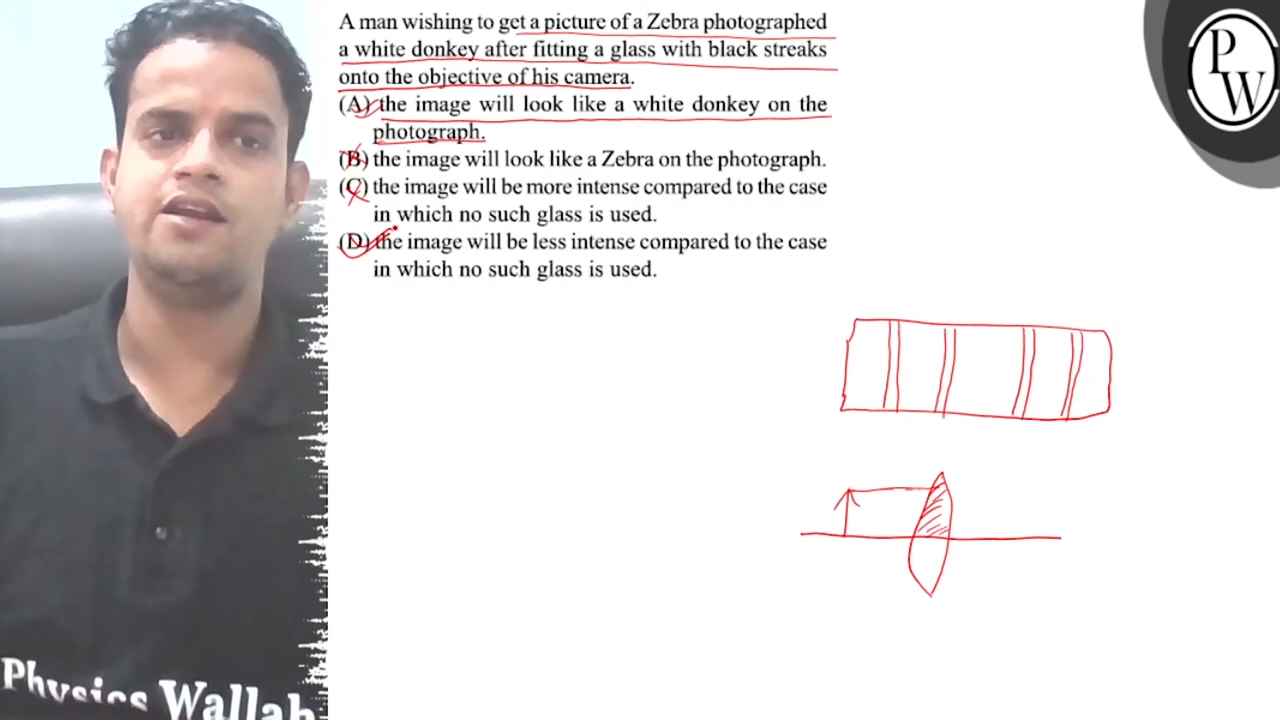 A man wishing to get a picture of a Zebra photographed
a white donkey after fitting a glass with black streaks
onto the objective of his camera.
(A) the image will look like a white donkey on the
photograph.
(B) the image will look like a Zebra on the photograph.
(C) the image will be more intense compared to the case
in which no such glass is used.
(D) the image will be less intense compared to the case
in which no such glass is used.
P
W
Physics Wallah